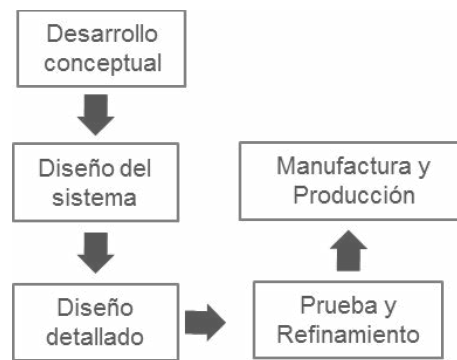 Desarrollo
conceptual
Diseño del
sistema
Diseño
detallado
Prueba y
Refinamiento
Manufactura y
Producción